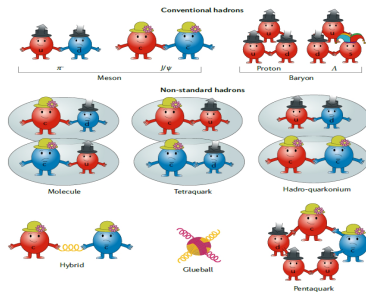 Conventional hadrons
π J/ψ Proton Λ
Meson Baryon
Non-standard hadrons
Molecule Tetraquark Hadro-quarkonium
Hybrid Glueball Pentaquark